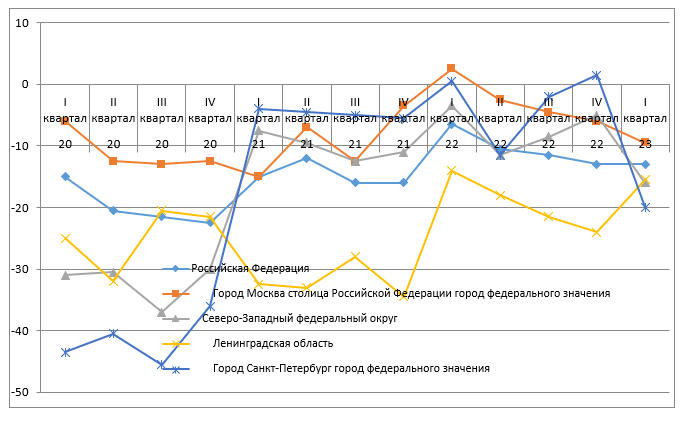 10
0
I II III IV I II III IV I II III IV I
квартал квартал квартал квартал квартал квартал квартал квартал квартал квартал квартал квартал квартал
20 20 20 20 21 21 21 21 22 22 22 22 23
-10
-20
-30
-40
-50
Российская Федерация
Город Москва столица Российской Федерации город федерального значения
Северо-Западный федеральный округ
Ленинградская область
Город Санкт-Петербург город федерального значения